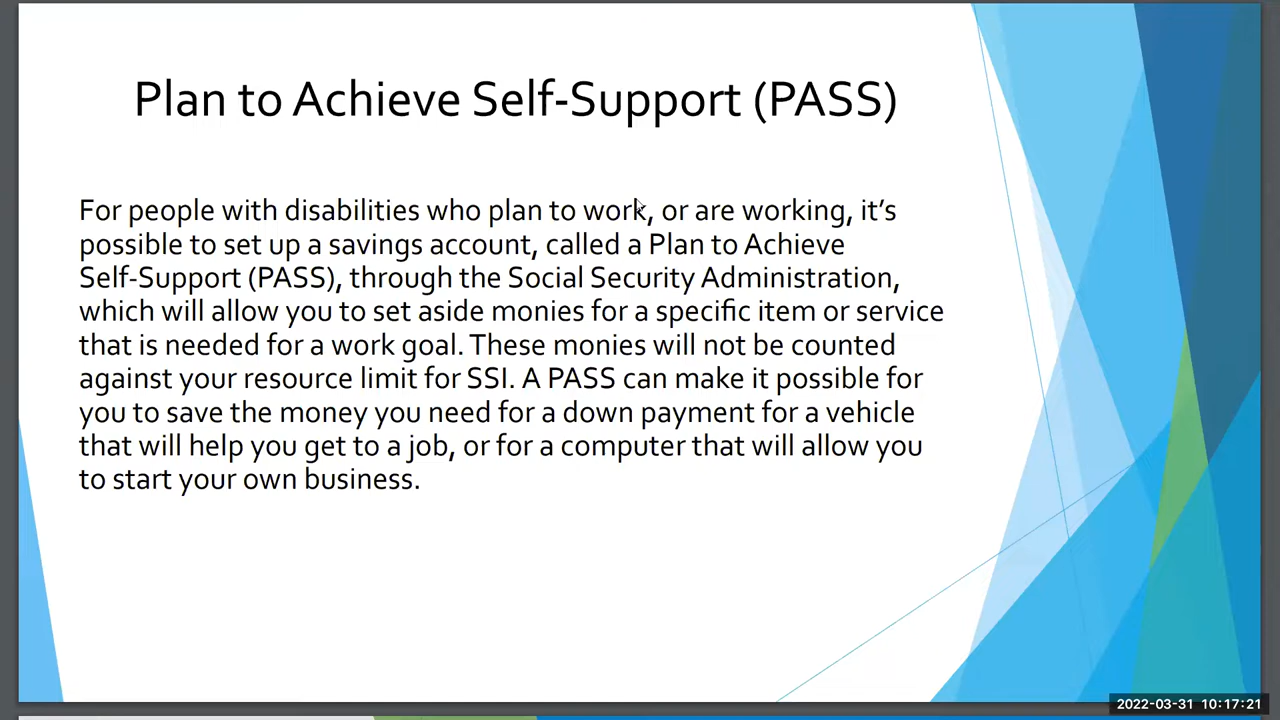 Plan to Achieve Self-Support (PASS)
For people with disabilities who plan to work, or are working, it’s
possible to set up a savings account, called a Plan to Achieve
Self-Support (PASS), through the Social Security Administration,
which will allow you to set aside monies for a specific item or service
that is needed for a work goal. These monies will not be counted
against your resource limit for SSI. A PASS can make it possible for
you to save the money you need for a down payment for a vehicle
that will help you get to a job, or for a computer that will allow you
to start your own business.
2022-03-31 10:17:21